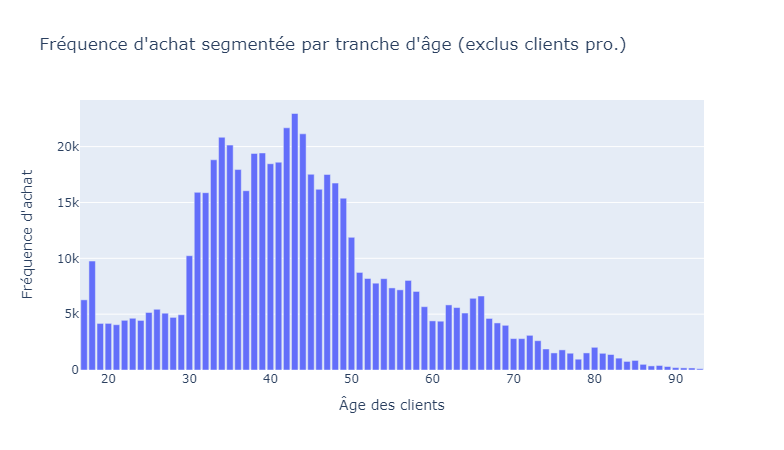 Fréquence d'achat segmentée par tranche d'âge (exclus clients pro.)
Fréquence d'achat
20k
15k
10k
5k
0
20 30 40 50 60 70 80 90
Âge des clients